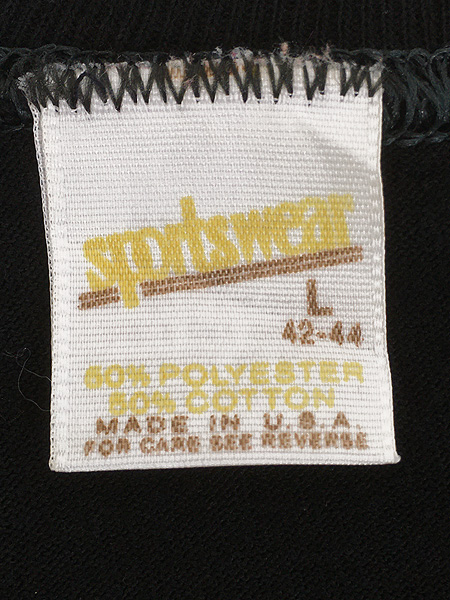 sportswear
L
42-44
50% POLYESTER
50% COTTON
MADE IN U.S.A.
FOR CARE SEE REVERSE